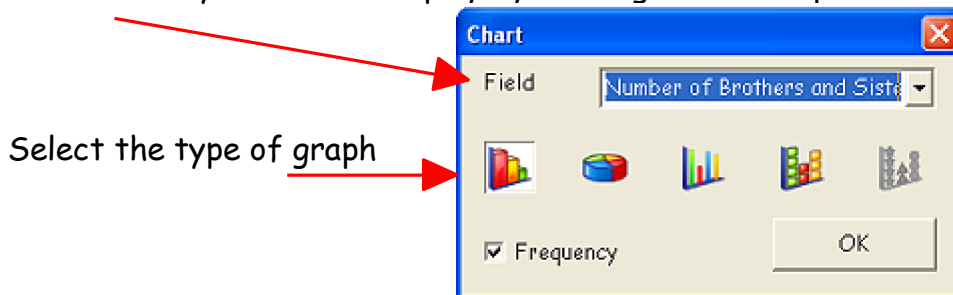 Chart
Field
Number of Brothers and Siste
Select the type of graph
Frequency
OK